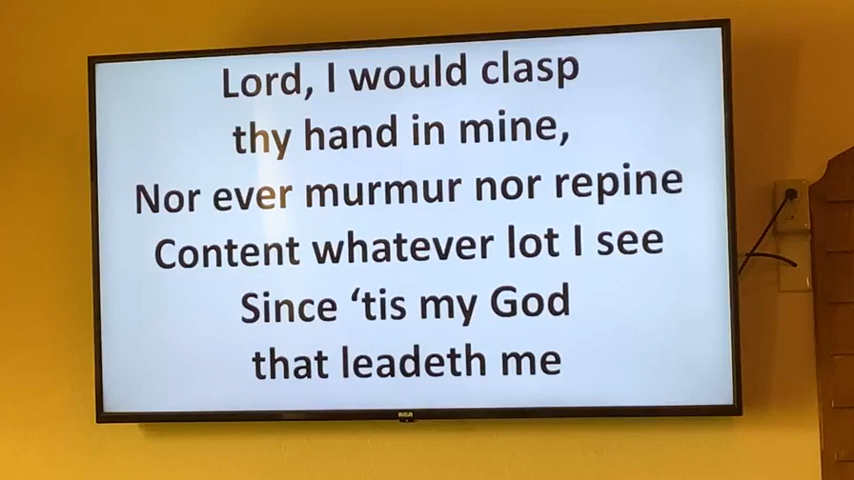 Lord, I would clasp
thy hand in mine,
Nor ever murmur nor repine
Content whatever lot I see
Since ‘tis my God
that leadeth me
RCA